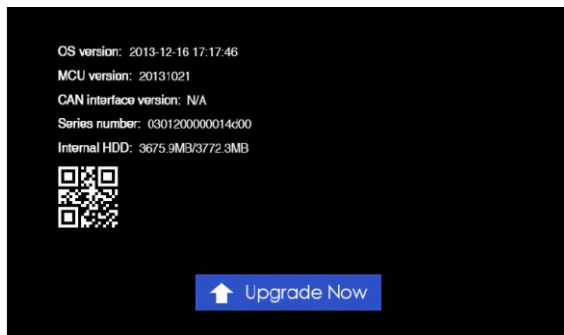 OS version: 2013-12-16 17:17:46
MCU version: 20131021
CAN interface version: N/A
Series number: 0301200000014d00
Internal HDD: 3675.9MB/3772.3MB
Upgrade Now